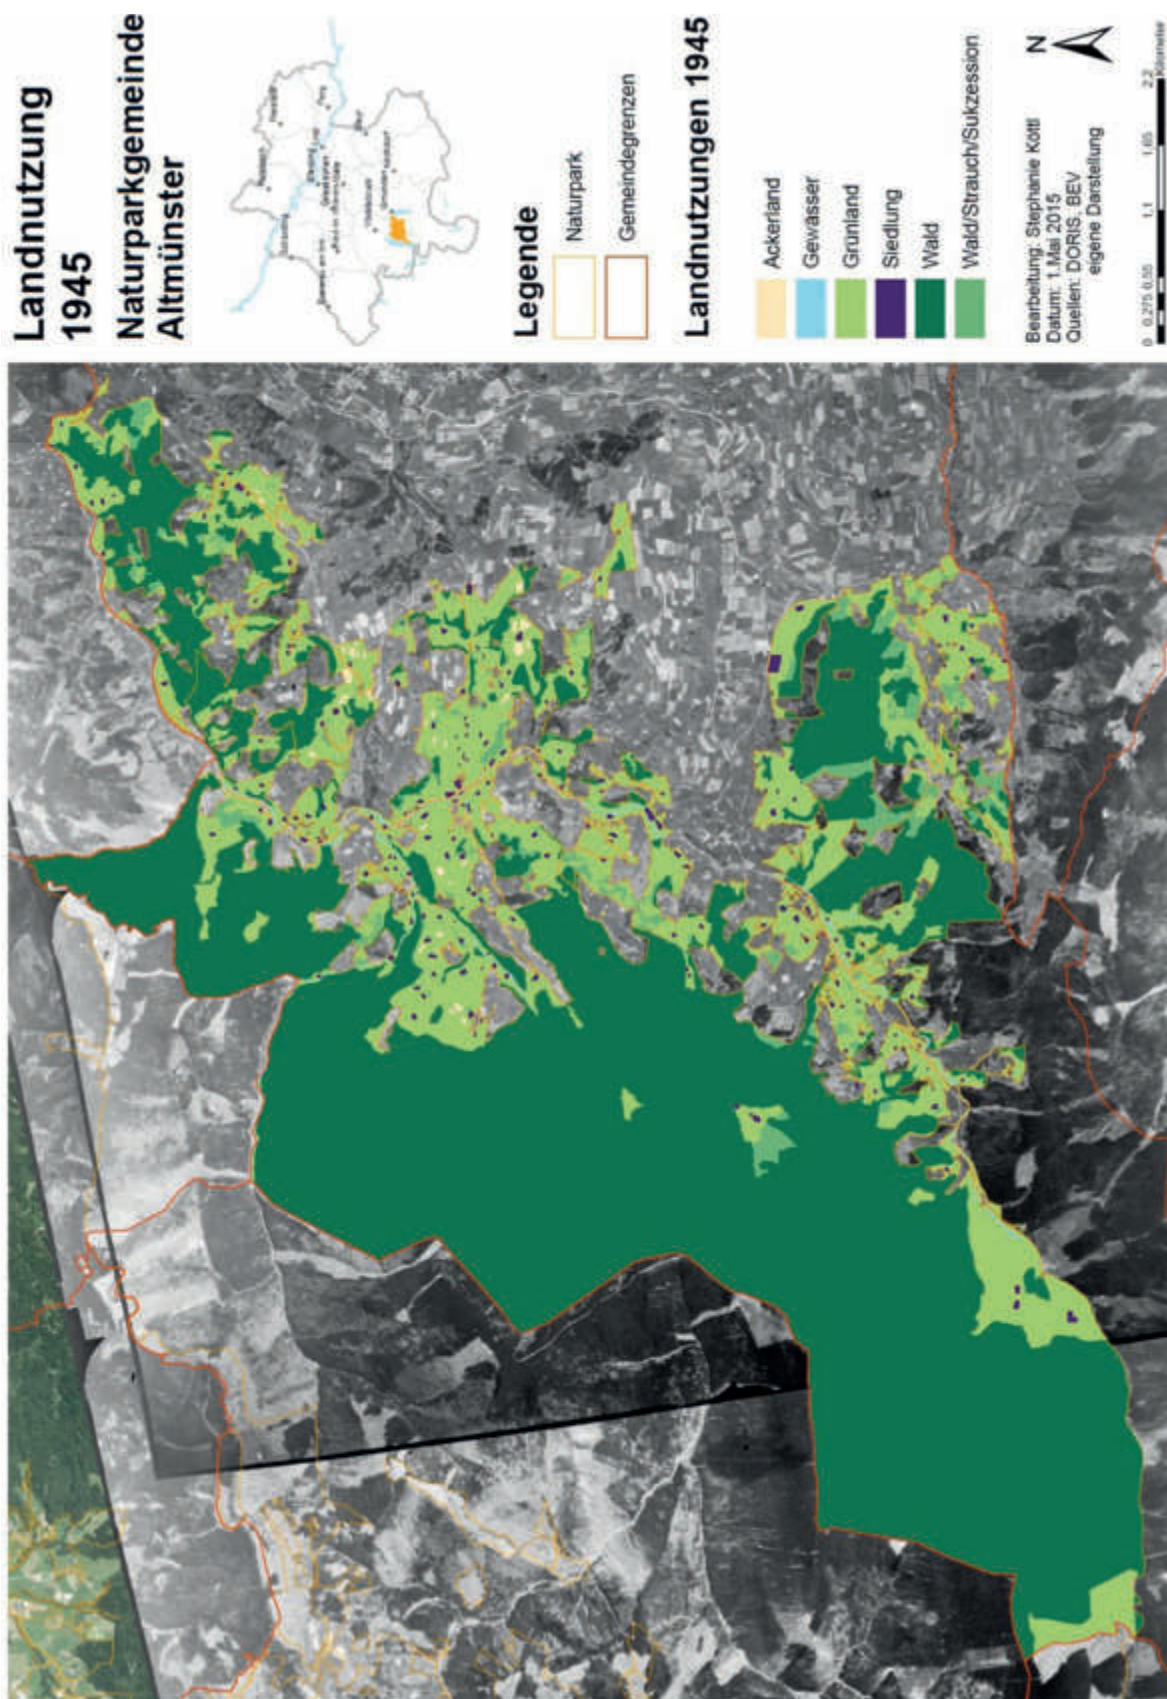 Landnutzung
1945
Naturparkgemeinde
Altmünster
Legende
Naturpark
Gemeindegrenzen
Landnutzungen 1945
Ackerland
Gewässer
Grünland
Siedlung
Wald
Wald/Strauch/Sukzession
Bearbeitung: Stephanie Köttl
Datum: 1.Mai 2015
Quellen: DORIS, BEV
eigene Darstellung
N
0 0.275 0.55 1.1 1.65 2.2
Kilometer